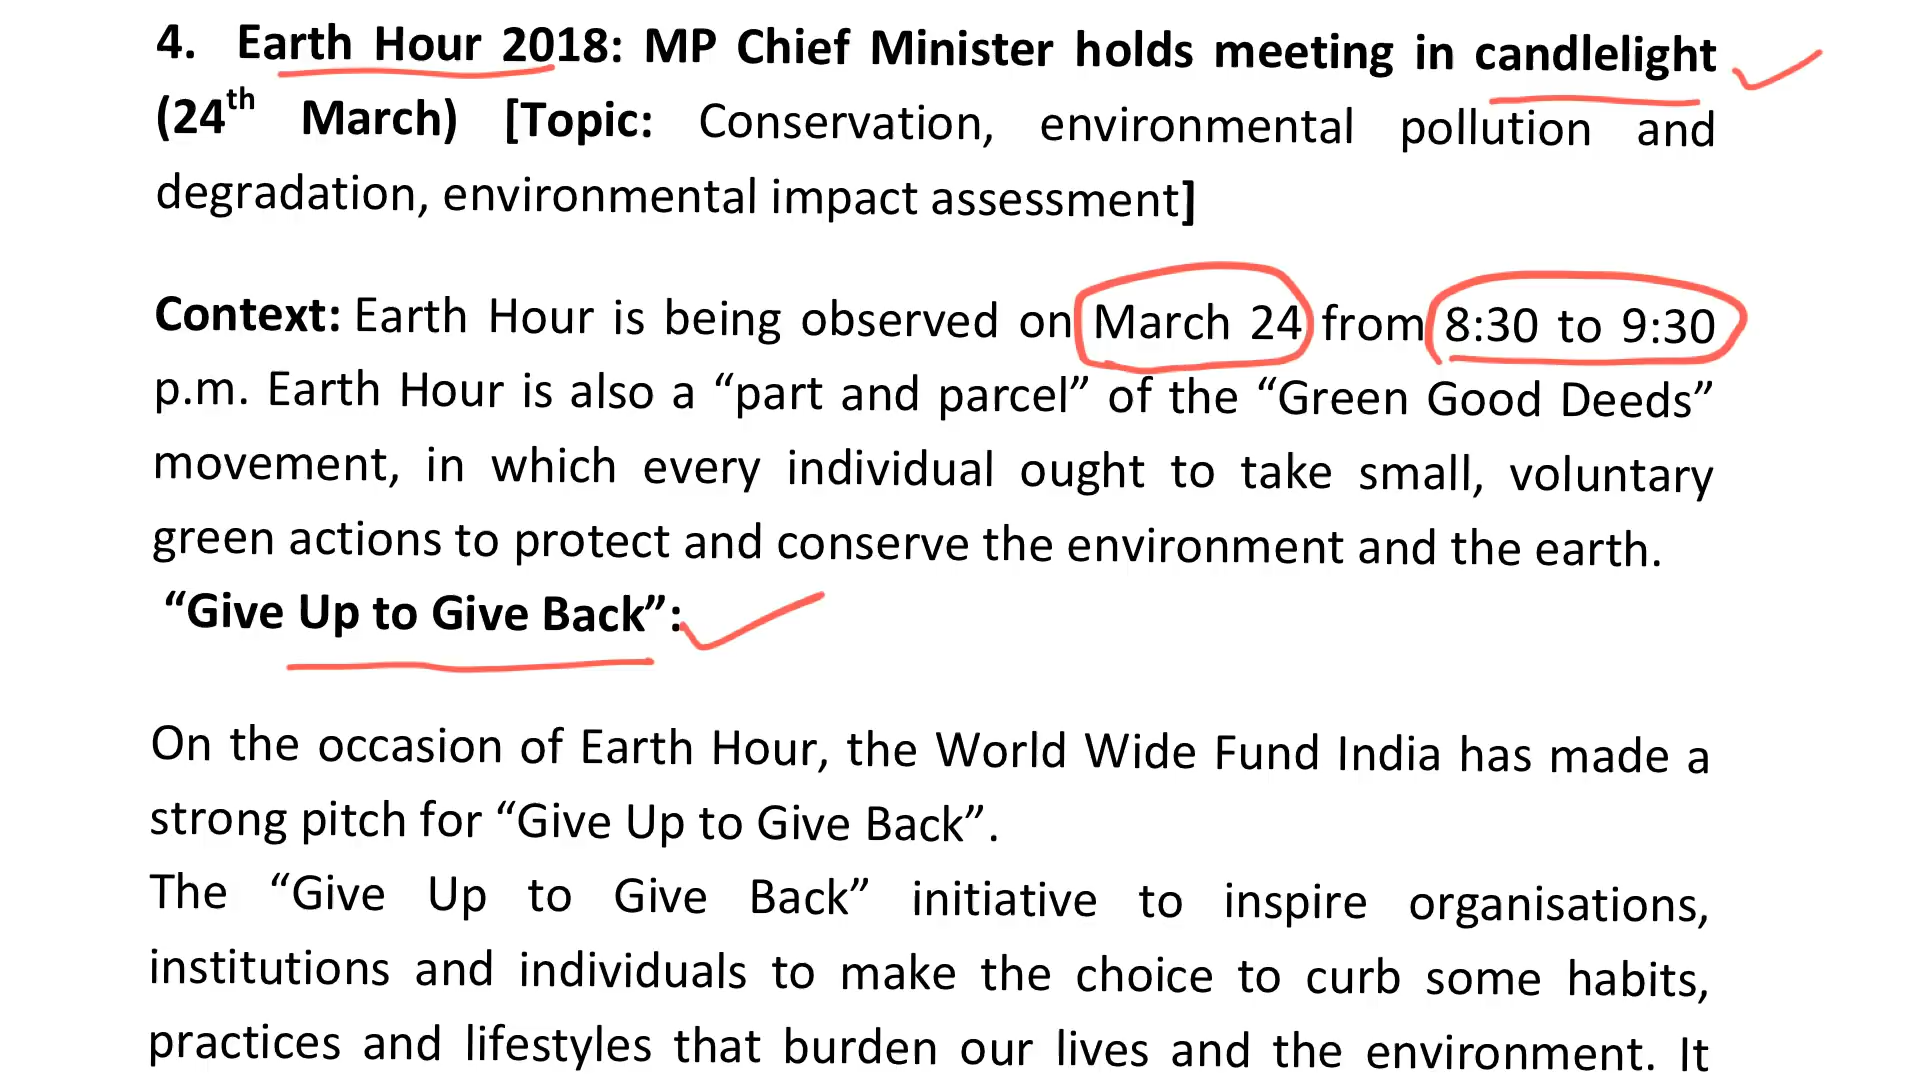 4. Earth Hour 2018: MP Chief Minister holds meeting in candlelight
(24th March) [Topic: Conservation, environmental pollution and
degradation, environmental impact assessment]
Context: Earth Hour is being observed on March 24 from 8:30 to 9:30
p.m. Earth Hour is also a “part and parcel” of the “Green Good Deeds”
movement, in which every individual ought to take small, voluntary
green actions to protect and conserve the environment and the earth.
“Give Up to Give Back”:
On the occasion of Earth Hour, the World Wide Fund India has made a
strong pitch for “Give Up to Give Back”.
The “Give Up to Give Back” initiative to inspire organisations,
institutions and individuals to make the choice to curb some habits,
practices and lifestyles that burden our lives and the environment. It